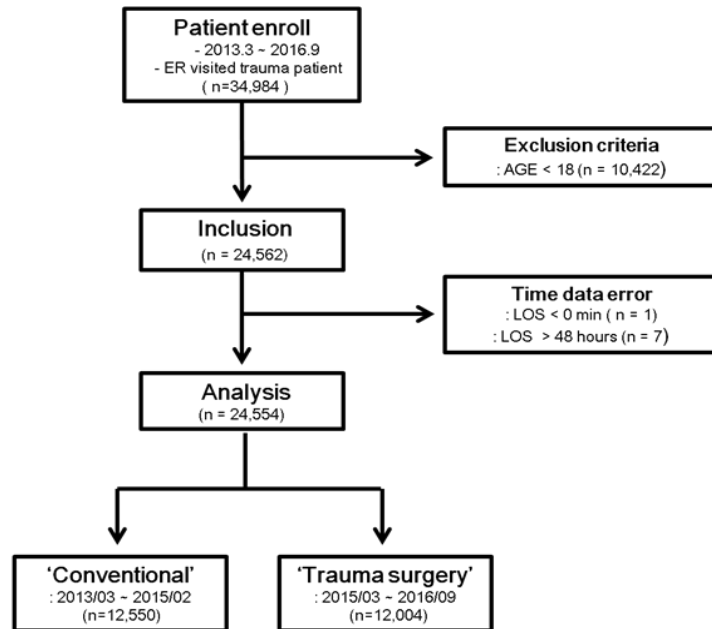 Patient enroll
- 2013.3 ~ 2016.9
- ER visited trauma patient
( n=34,984 )
Exclusion criteria
: AGE < 18 (n = 10,422)
Inclusion
(n = 24,562)
Time data error
: LOS < 0 min ( n = 1)
: LOS > 48 hours (n = 7)
Analysis
(n = 24,554)
'Conventional'
: 2013/03 ~ 2015/02
(n=12,550)
'Trauma surgery'
: 2015/03 ~ 2016/09
(n=12,004)